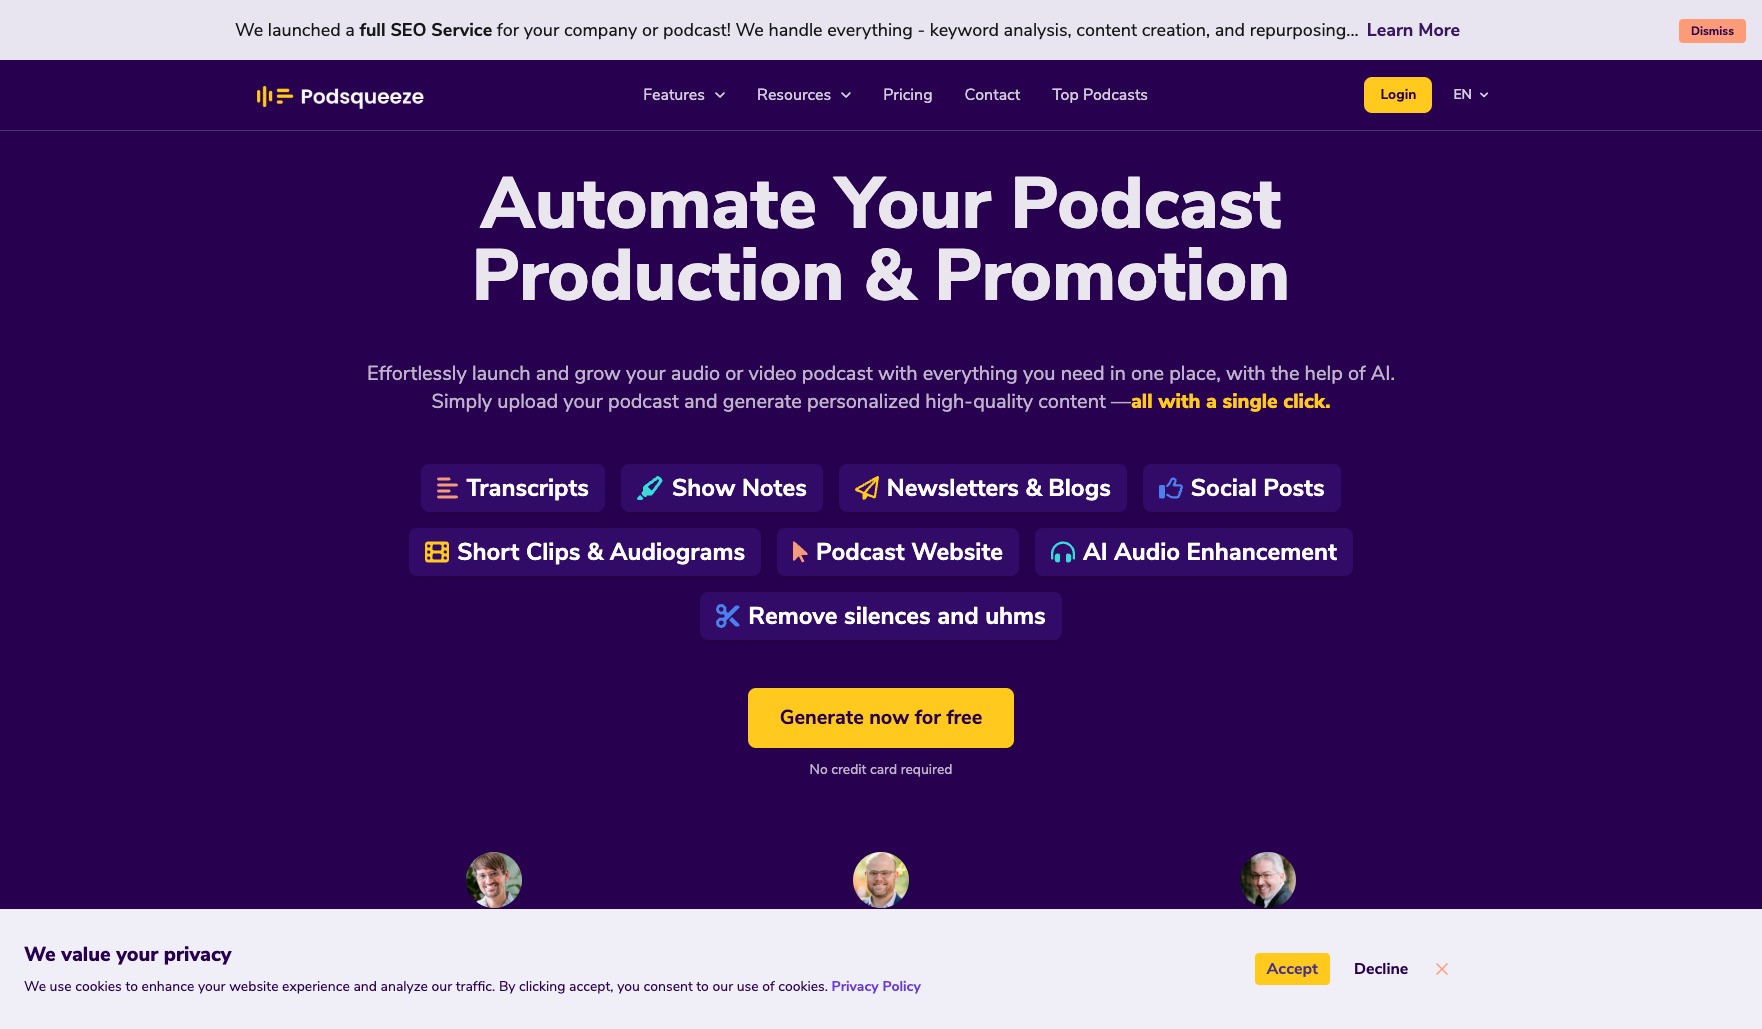 We launched a full SEO Service for your company or podcast! We handle everything - keyword analysis, content creation, and repurposing... Learn More
Dismiss
Podsqueeze
Features
Resources
Pricing
Contact
Top Podcasts
Login
EN
Automate Your Podcast
Production & Promotion
Effortlessly launch and grow your audio or video podcast with everything you need in one place, with the help of AI.
Simply upload your podcast and generate personalized high-quality content —all with a single click.
Transcripts
Show Notes
Newsletters & Blogs
Social Posts
Short Clips & Audiograms
Podcast Website
AI Audio Enhancement
Remove silences and uhms
Generate now for free
No credit card required
We value your privacy
We use cookies to enhance your website experience and analyze our traffic. By clicking accept, you consent to our use of cookies. Privacy Policy
Accept
Decline